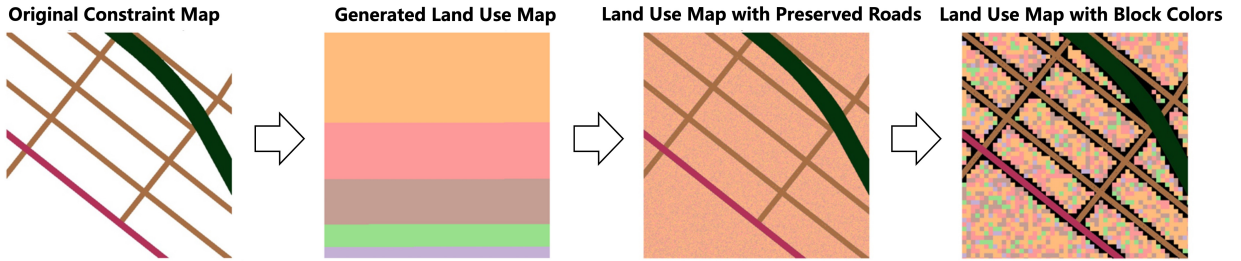 Original Constraint Map
Generated Land Use Map
Land Use Map with Preserved Roads
Land Use Map with Block Colors